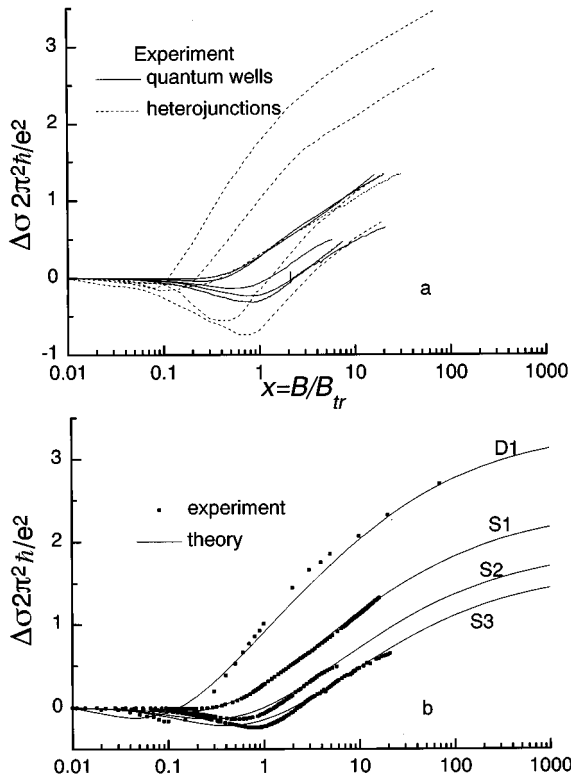 3
2
1
0
-1
Δσ 2π²ħ/e²
Experiment
quantum wells
heterojunctions
a
0.01 0.1 1 10 100 1000
x=B/B_tr
3
2
1
0
Δσ2π²ħ/e²
experiment
theory
D1
S1
S2
S3
b
0.01 0.1 1 10 100 1000